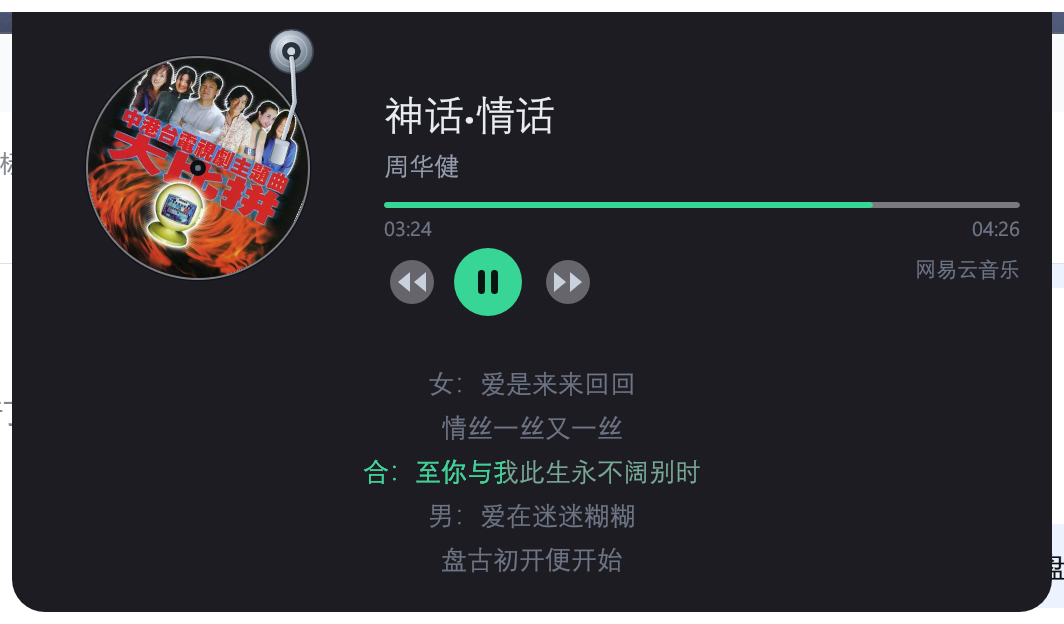 中港台電視劇主題曲
大比拼
神话·情话
周华健
03:24
04:26
网易云音乐
女：爱是来来回回
情丝一丝又一丝
合：至你与我此生永不阔别时
男：爱在迷迷糊糊
盘古初开便开始